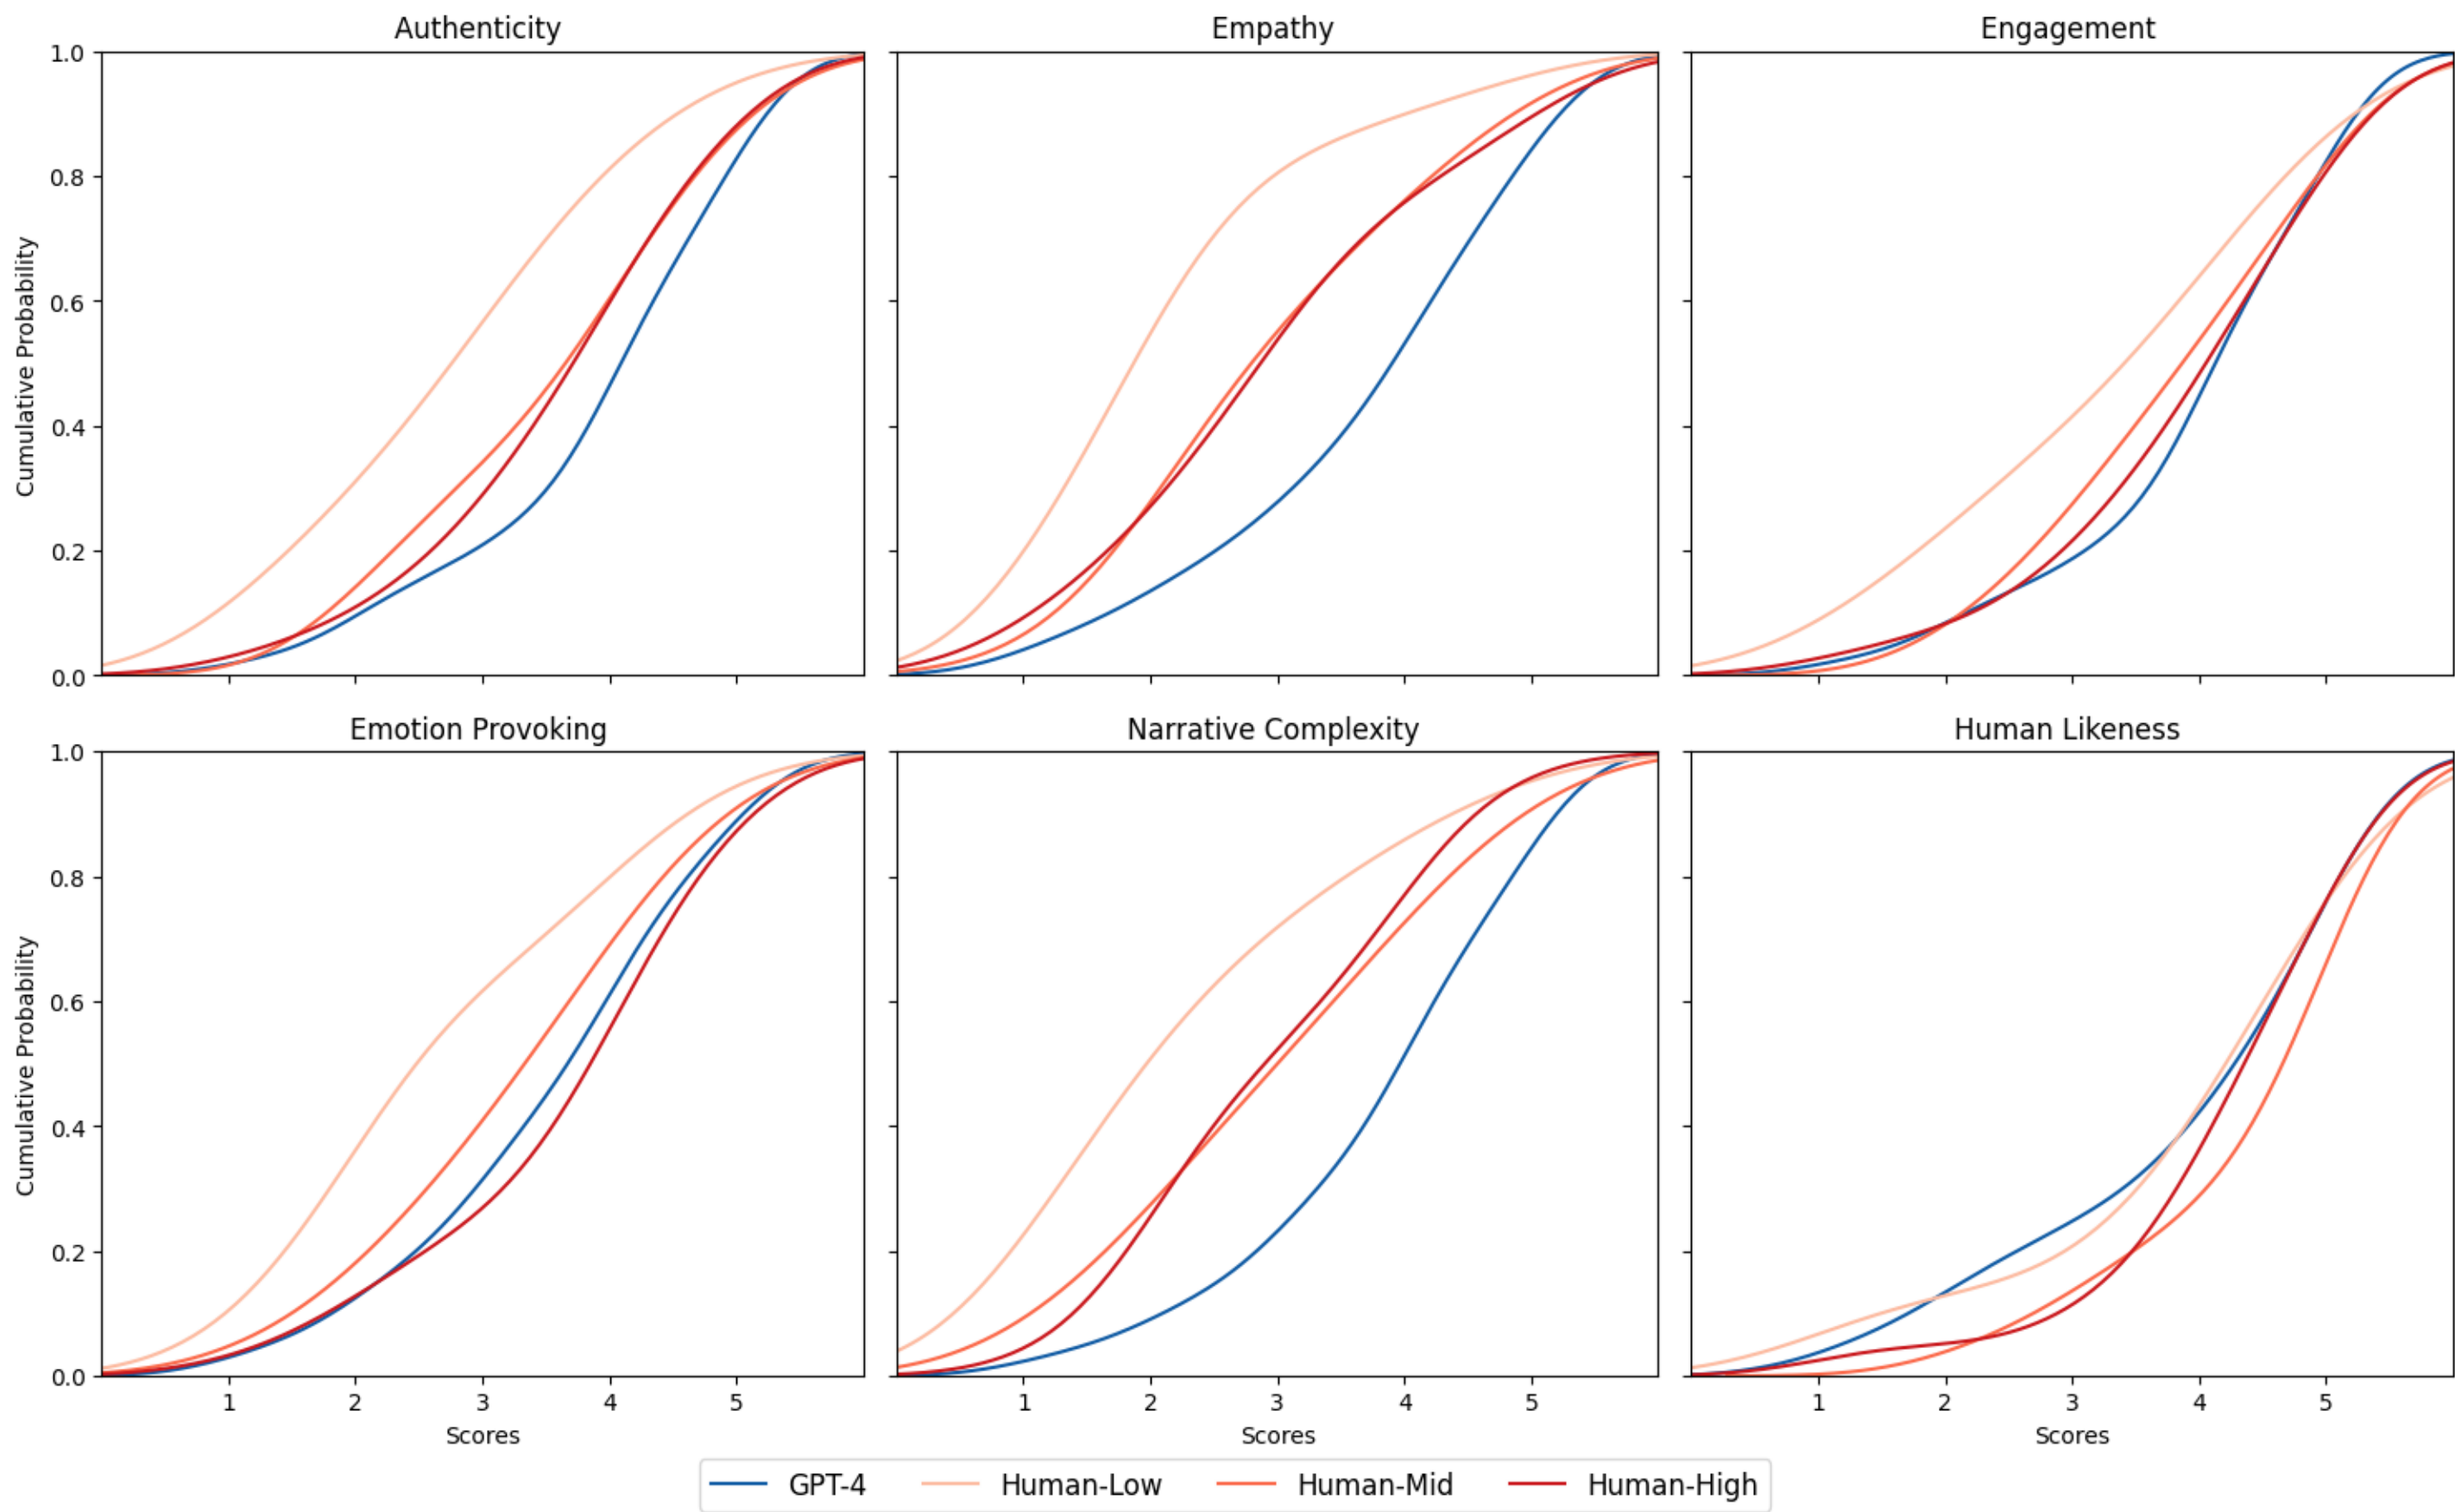 Authenticity Empathy Engagement
1.0
0.8
0.6
0.4
0.2
0.0
Cumulative Probability
Emotion Provoking Narrative Complexity Human Likeness
1.0
0.8
0.6
0.4
0.2
0.0
Cumulative Probability
1 2 3 4 5 1 2 3 4 5 1 2 3 4 5
Scores Scores Scores
GPT-4 Human-Low Human-Mid Human-High